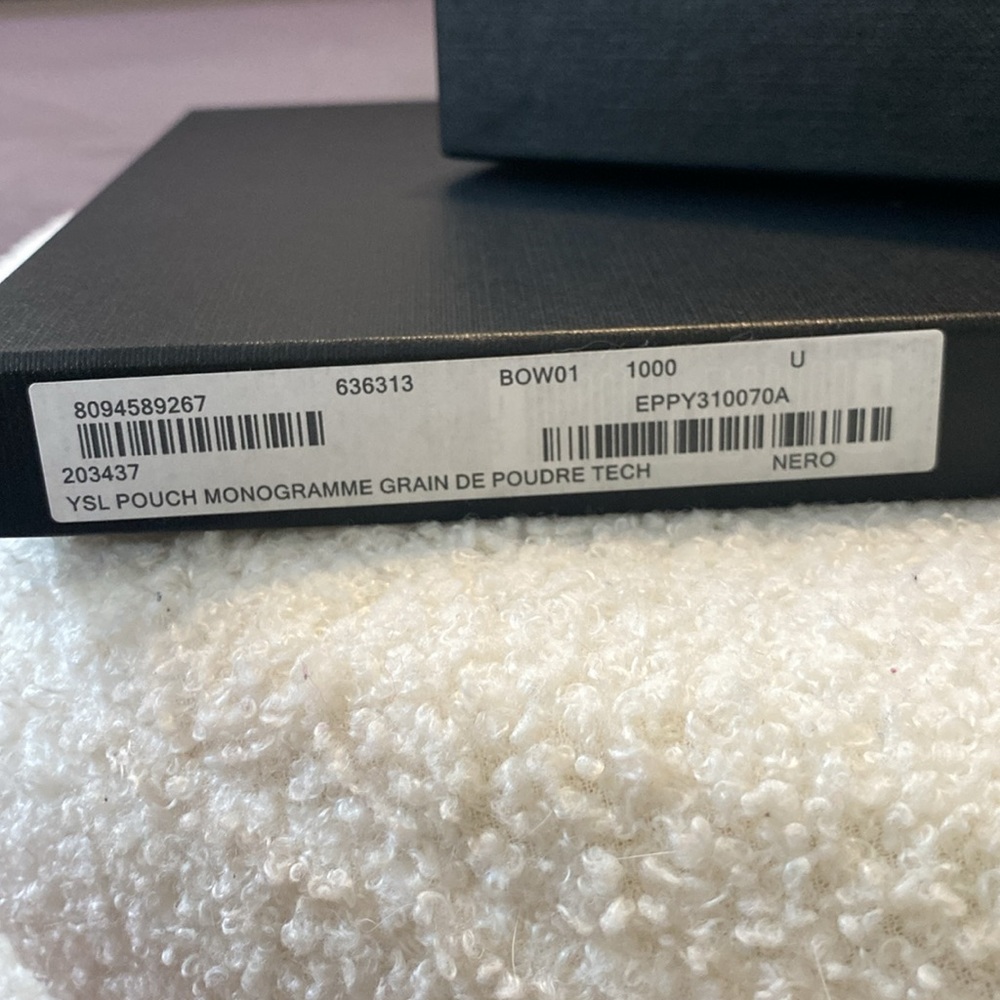 8094589267 636313 BOW01 1000 U
EPPY310070A
203437
YSL POUCH MONOGRAMME GRAIN DE POUDRE TECH NERO